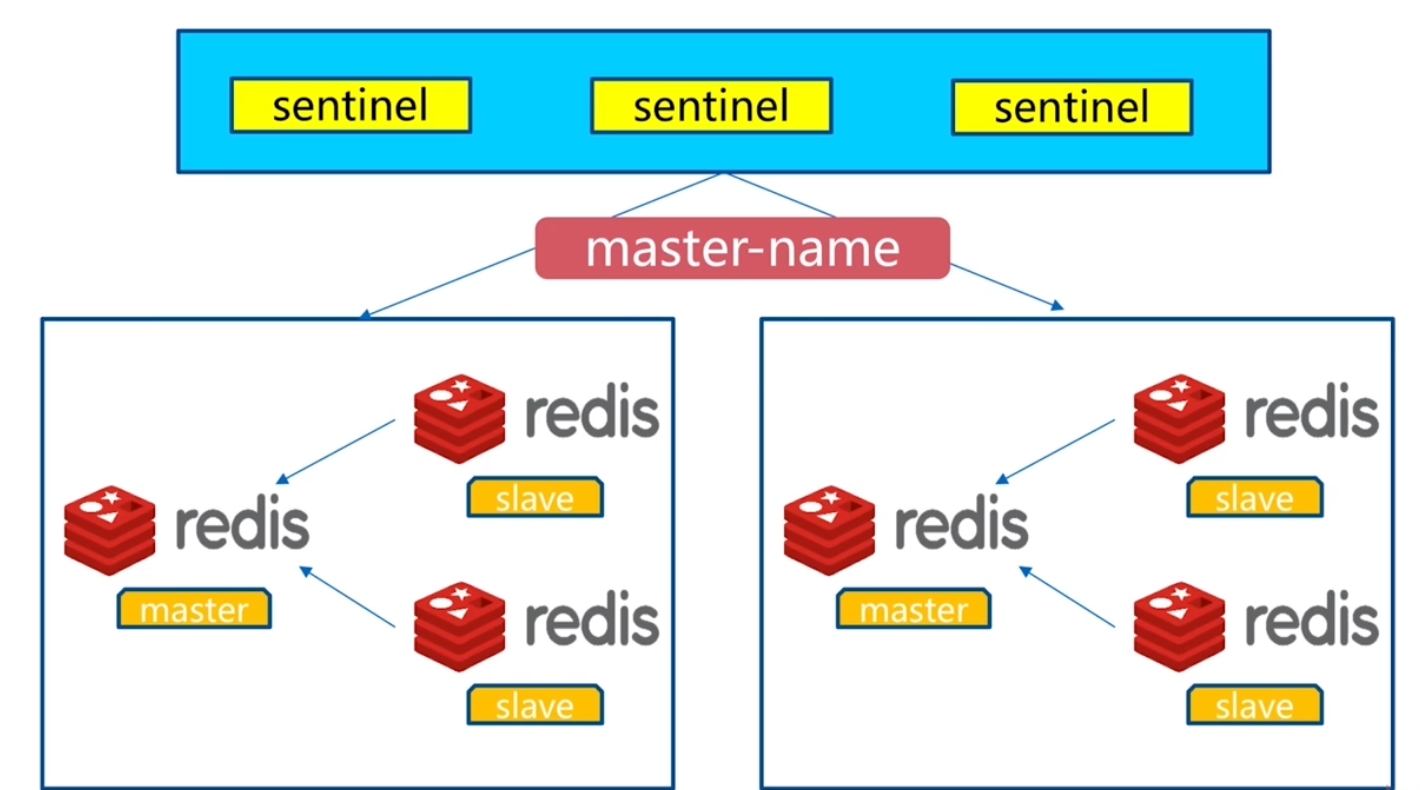 sentinel sentinel sentinel
master-name
redis redis
slave slave
redis redis
master master
redis redis
slave slave